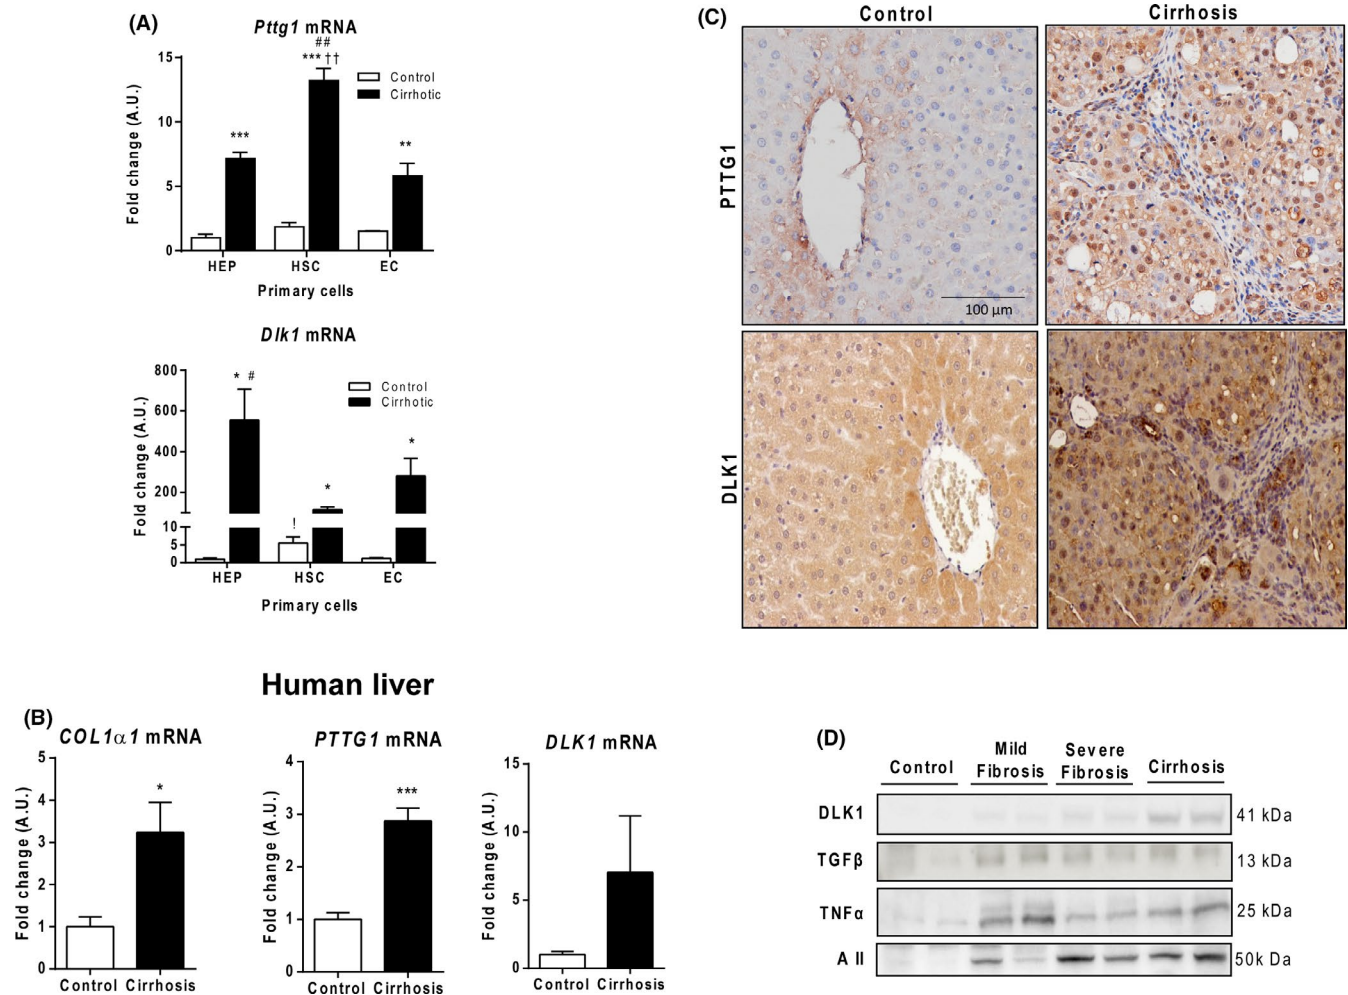 (A)
Pttg1 mRNA
Fold change (A.U.)
15
10
5
0
***
##
*** ††
**
Control
Cirrhotic
HEP HSC EC
Primary cells
Dlk1 mRNA
Fold change (A.U.)
800
600
400
200
10
5
0
* #
!
*
*
Control
Cirrhotic
HEP HSC EC
Primary cells
Human liver
(B)
COL1α1 mRNA
Fold change (A.U.)
5
4
3
2
1
0
*
Control Cirrhosis
PTTG1 mRNA
Fold change (A.U.)
4
3
2
1
0
***
Control Cirrhosis
DLK1 mRNA
Fold change (A.U.)
15
10
5
0
Control Cirrhosis
(C)
Control Cirrhosis
PTTG1
100 µm
DLK1
(D)
Control Mild Fibrosis Severe Fibrosis Cirrhosis
DLK1 41 kDa
TGFβ 13 kDa
TNFα 25 kDa
A II 50k Da